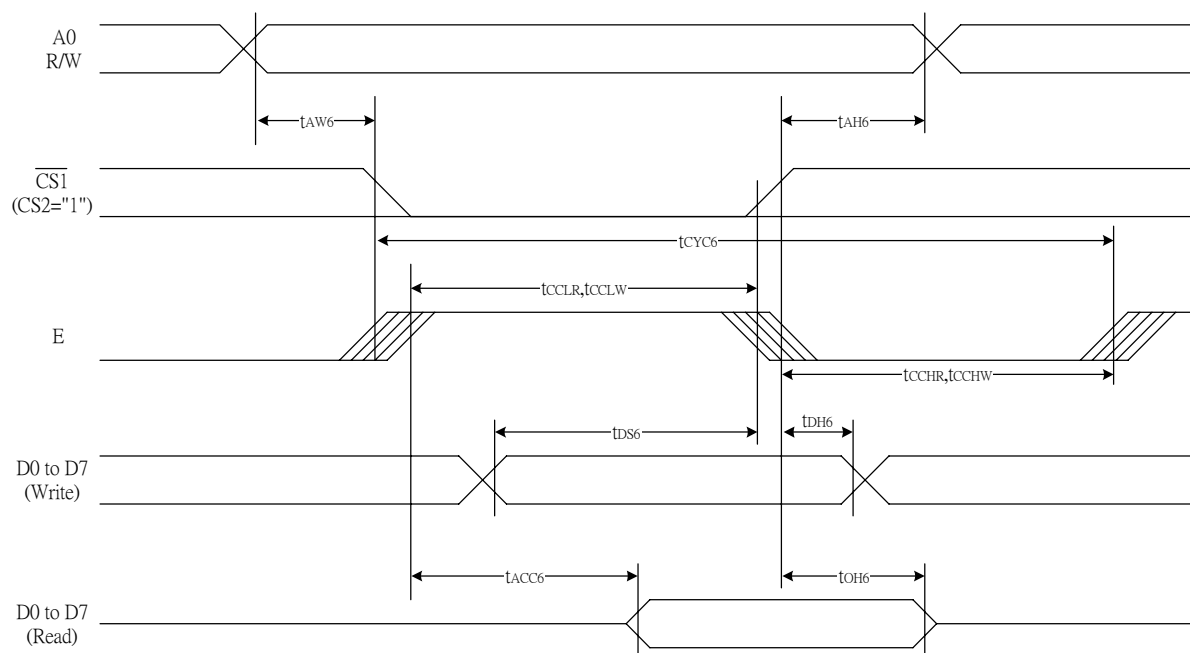 A0
R/W
tAW6
tAH6
CS1
(CS2="1")
tCYC6
tCCLR,tCCLW
E
tCCHR,tCCHW
tDS6
tDH6
D0 to D7
(Write)
tACC6
tOH6
D0 to D7
(Read)